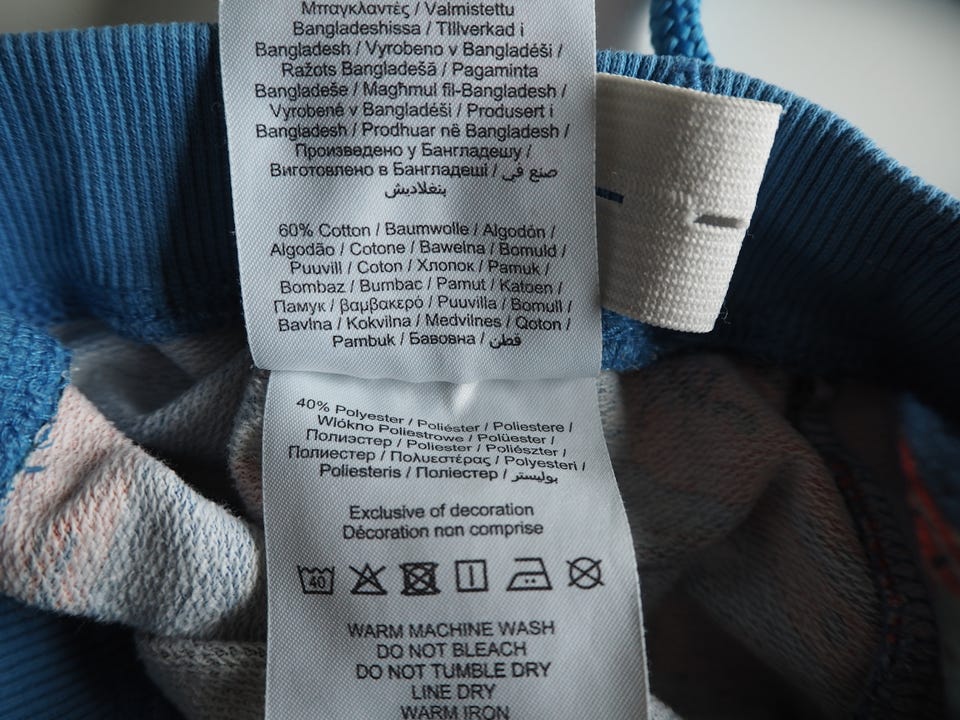 Μπαγκλαντές / Valmistettu
Bangladeshissa / TIllverkad i
Bangladesh / Vyrobeno v Bangladéši /
Ražots Bangladešā / Pagaminta
Bangladeše / Magħmul fil-Bangladesh /
Vyrobené v Bangladéši / Produsert i
Bangladesh / Prodhuar në Bangladesh /
Произведено у Бангладешу /
Виготовлено в Бангладеші / صنع في
بنغلاديش
60% Cotton / Baumwolle / Algodón /
Algodão / Cotone / Bawelna / Bomuld /
Puuvill / Coton / Хлопок / Pamuk /
Bombaz / Bumbac / Pamut / Katoen /
Памук / βαμβακερό / Puuvilla / Bomull /
Bavlna / Kokvilna / Medvilnes / Qoton /
Pambuk / Бавовна / قطن
40% Polyester / Poliéster / Poliestere /
Wlókno Poliestrowe / Polüester /
Полиэстер / Poliester / Poliészter /
Полиестер / Πολυεστέρας / Polyesteri /
Poliesteris / Поліестер / بوليستر
Exclusive of decoration
Décoration non comprise
40
WARM MACHINE WASH
DO NOT BLEACH
DO NOT TUMBLE DRY
LINE DRY
WARM IRON